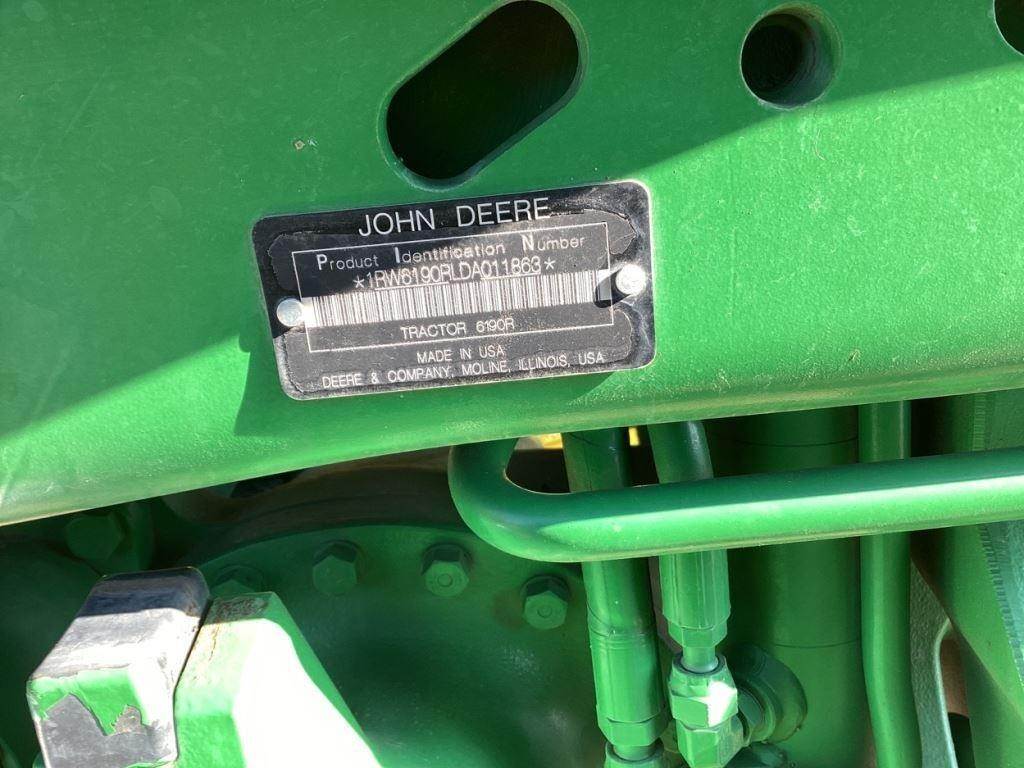 JOHN DEERE
Product Identification Number
*1RW6190RLDA011863*
TRACTOR 6190R
MADE IN USA
DEERE & COMPANY, MOLINE, ILLINOIS, USA